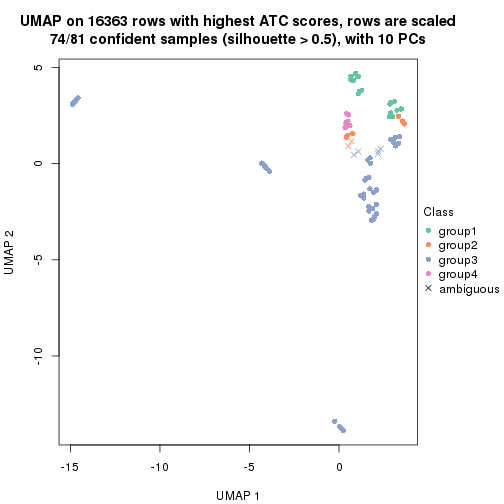 UMAP on 16363 rows with highest ATC scores, rows are scaled
74/81 confident samples (silhouette > 0.5), with 10 PCs
5
0
-5
-10
UMAP 2
-15
-10
-5
0
UMAP 1
Class
group1
group2
group3
group4
ambiguous